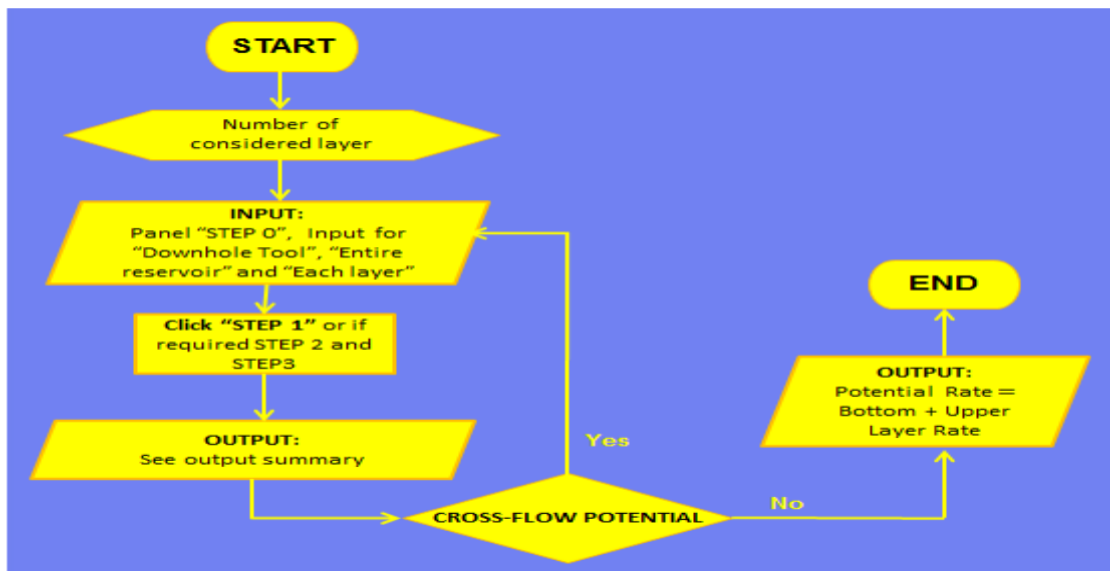 START
Number of
considered layer
INPUT:
Panel “STEP 0”, Input for
“Downhole Tool”, “Entire
reservoir” and “Each layer”
Click “STEP 1” or if
required STEP 2 and
STEP3
OUTPUT:
See output summary
CROSS-FLOW POTENTIAL
Yes
No
OUTPUT:
Potential Rate =
Bottom + Upper
Layer Rate
END